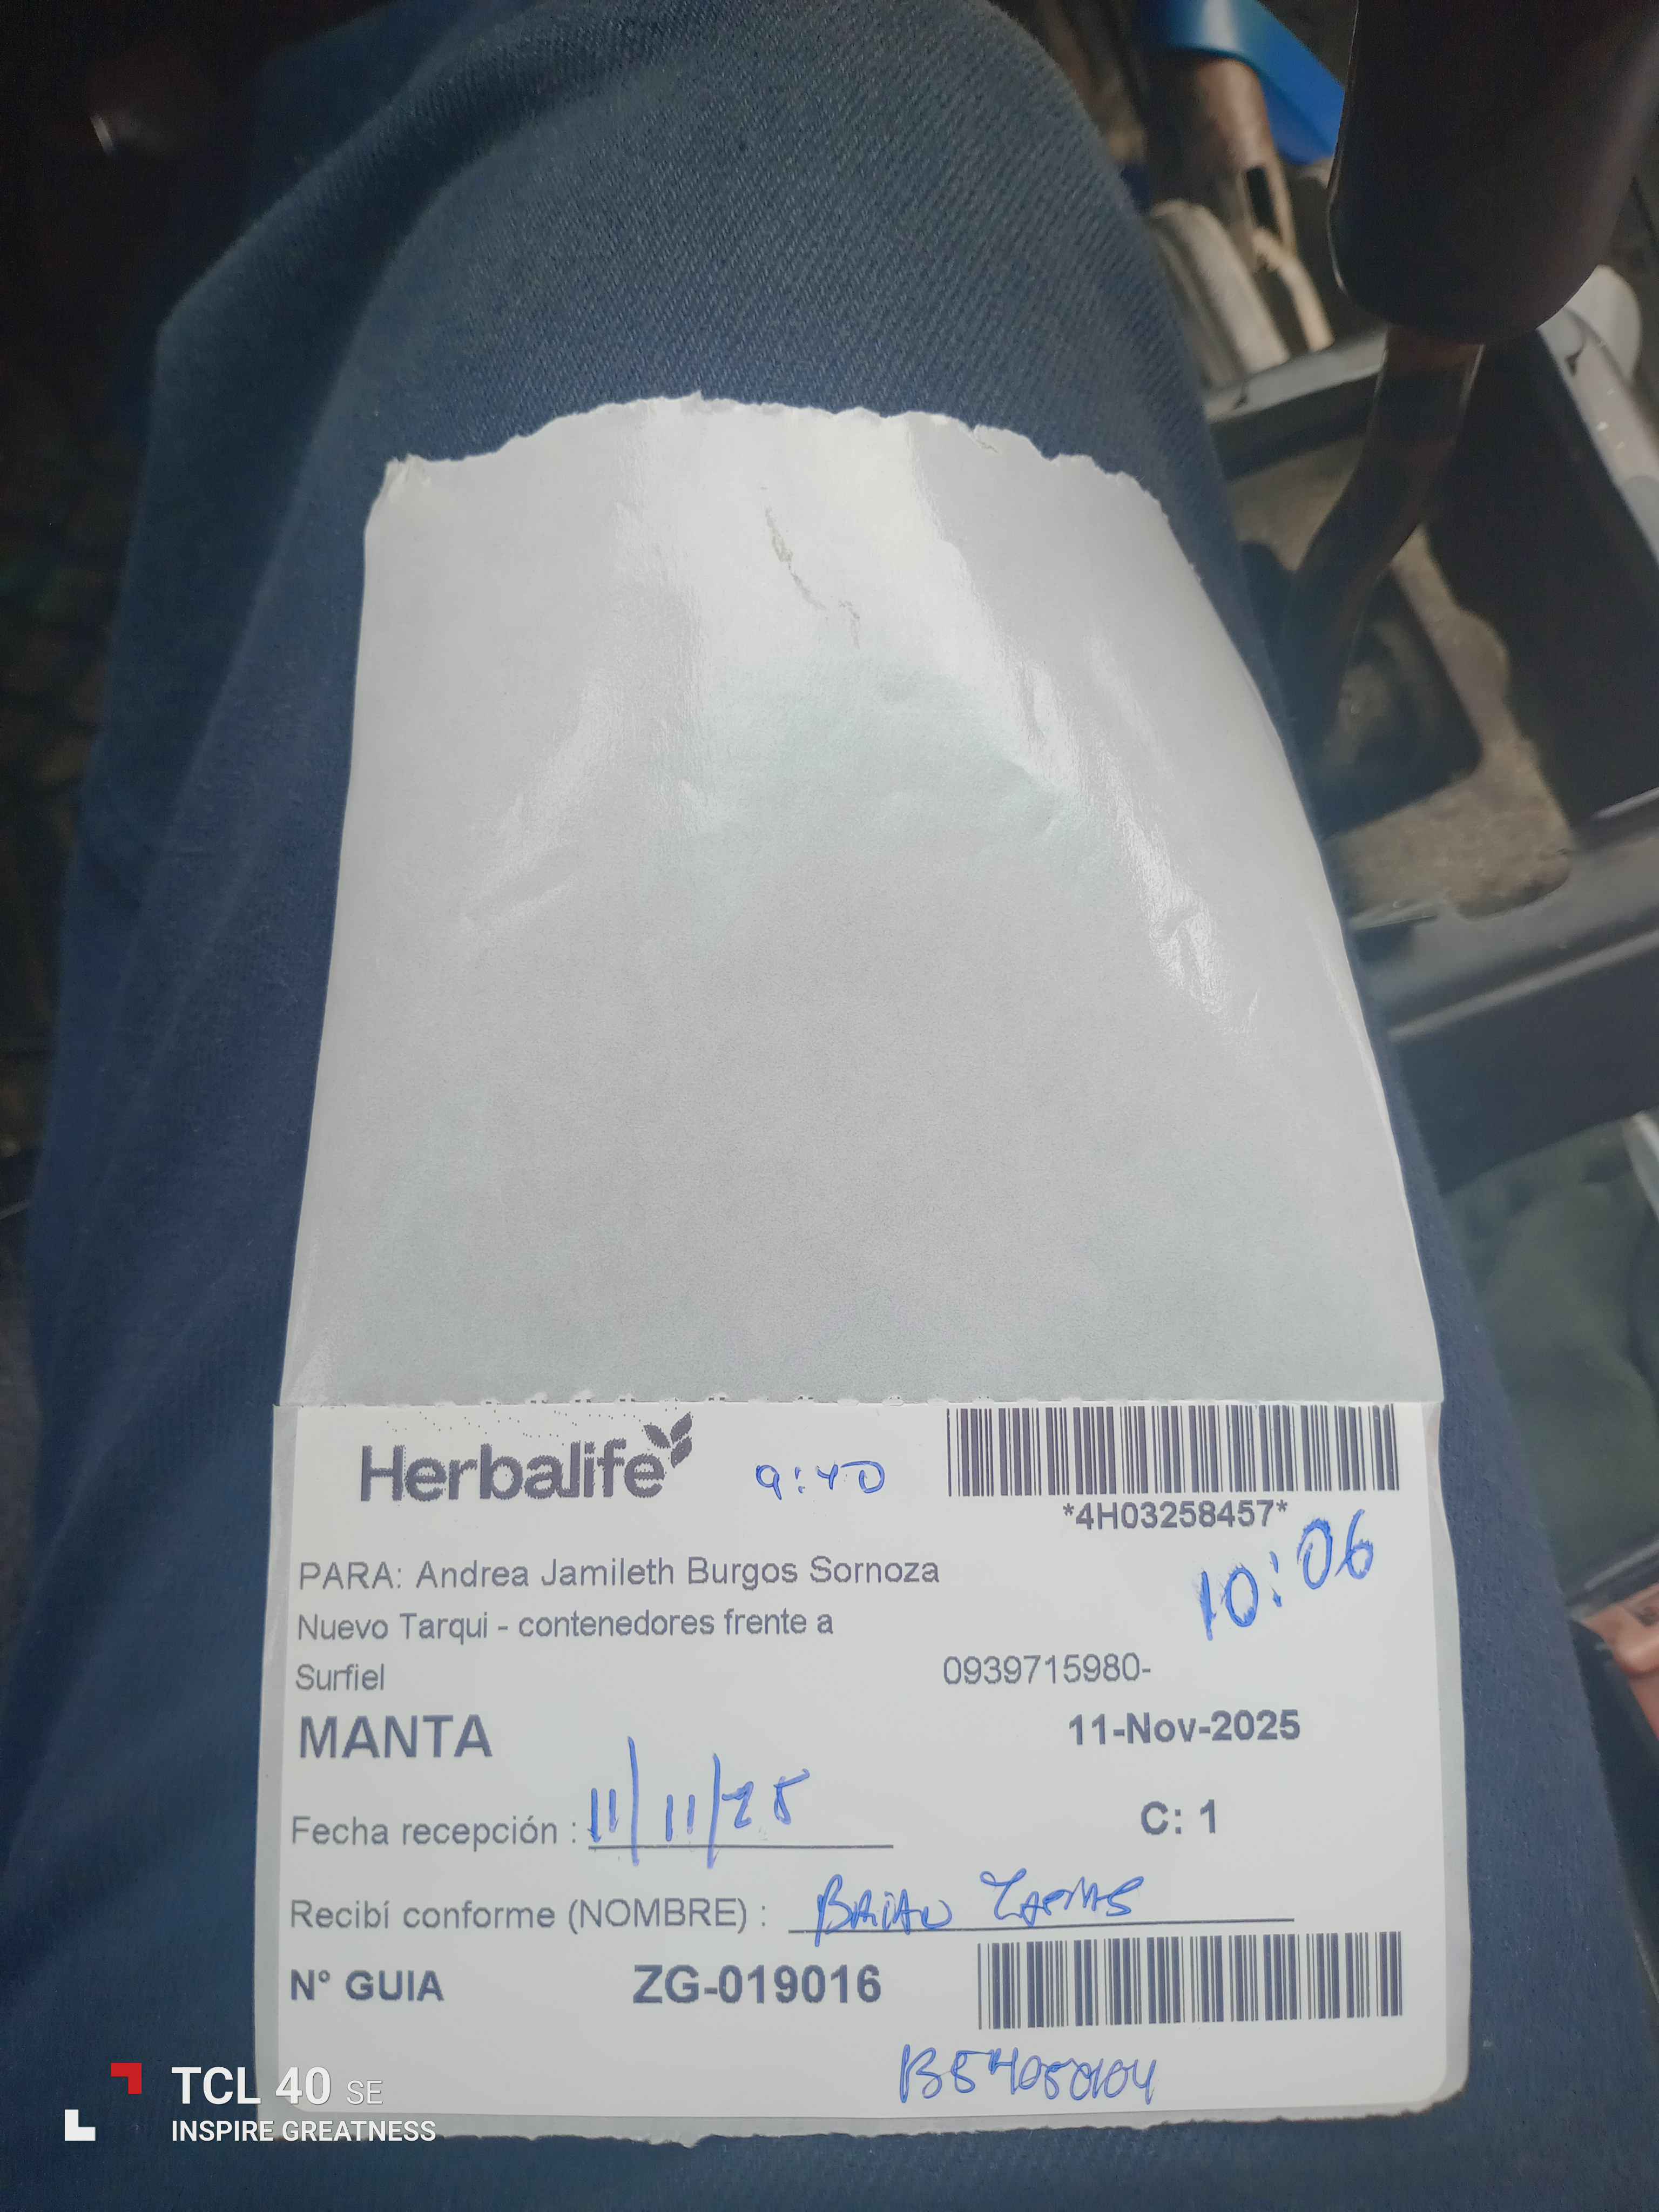 Herbalife
9:40
*4H03258457*
10:06
PARA: Andrea Jamileth Burgos Sornoza
Nuevo Tarqui - contenedores frente a
Surfiel
0939715980-
MANTA
11-Nov-2025
Fecha recepción : 11/11/25
C: 1
Recibí conforme (NOMBRE) :
N° GUIA ZG-019016
TCL 40 SE
INSPIRE GREATNESS